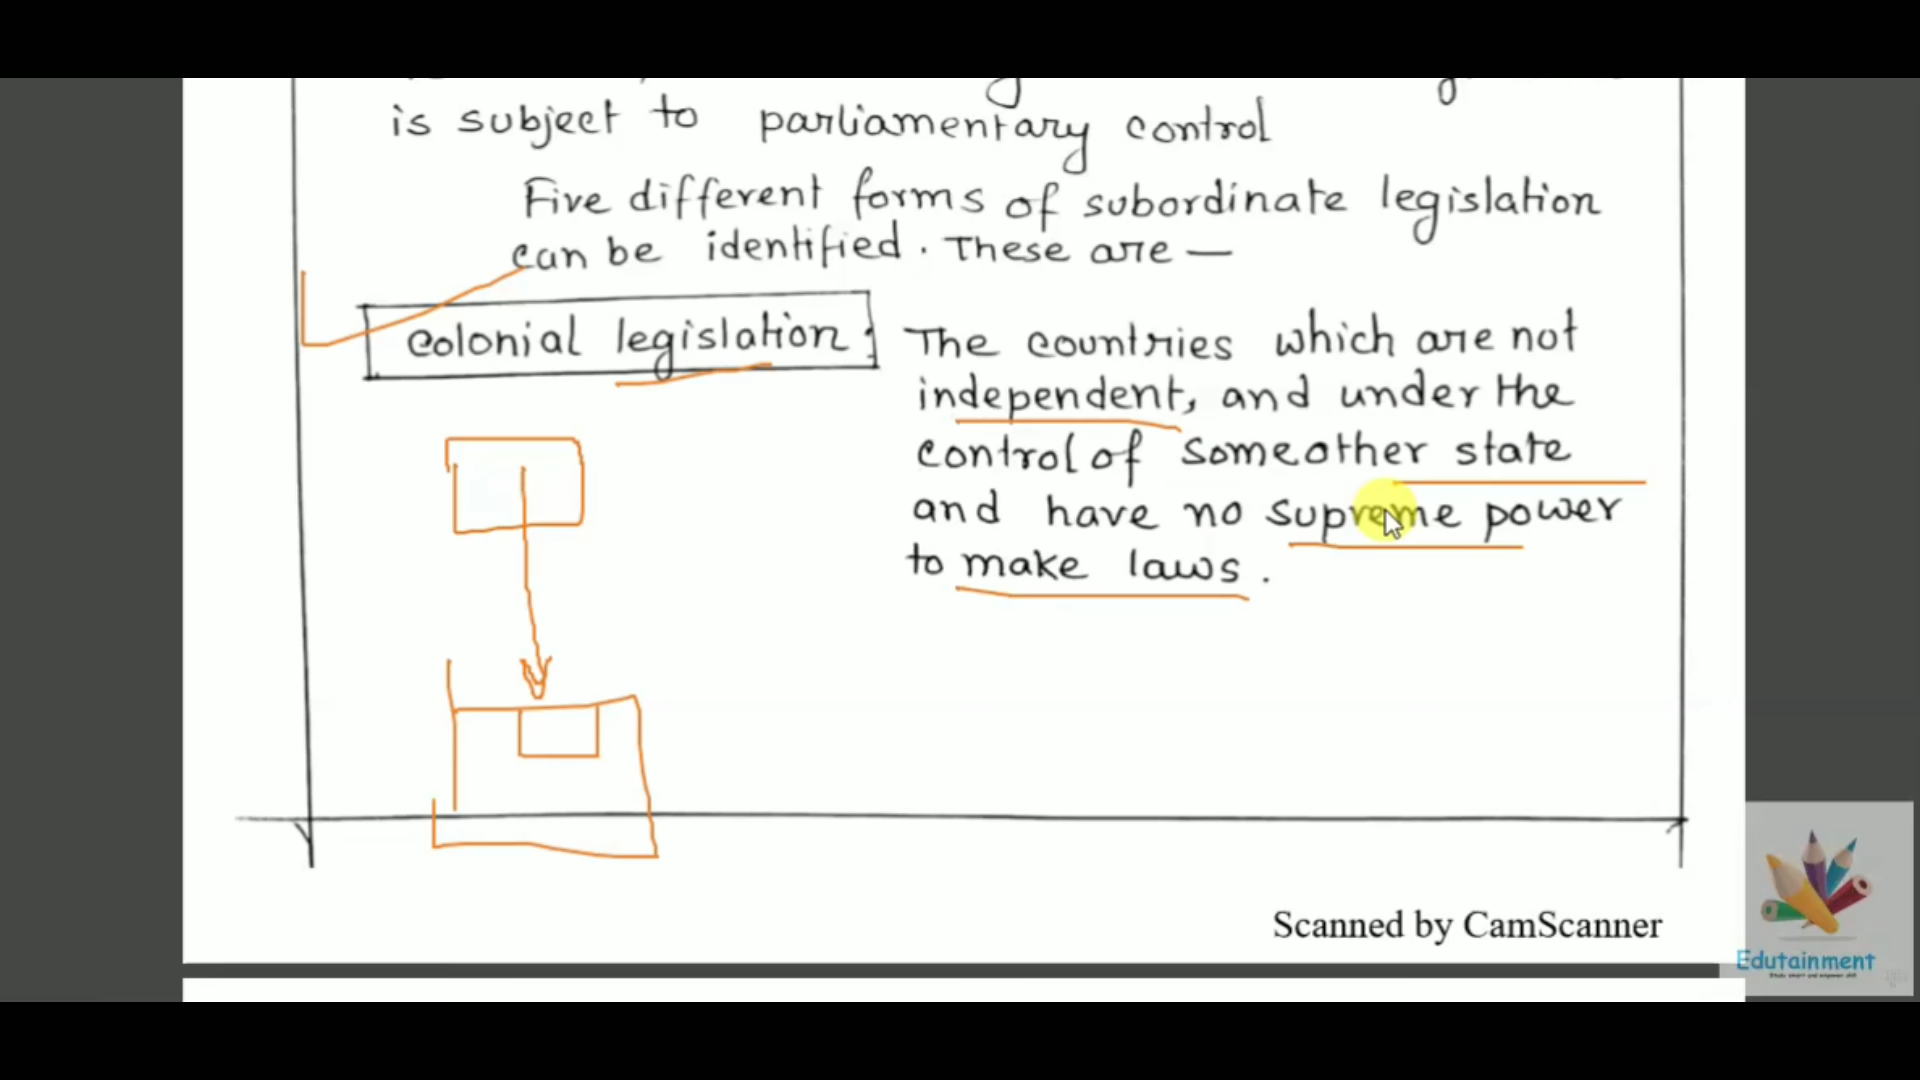 is subject to parliamentary control
Five different forms of subordinate legislation
can be identified. These are —
colonial legislation:
The countries which are not
independent, and under the
control of some other state
and have no supreme power
to make laws.
Scanned by CamScanner
Edutainment